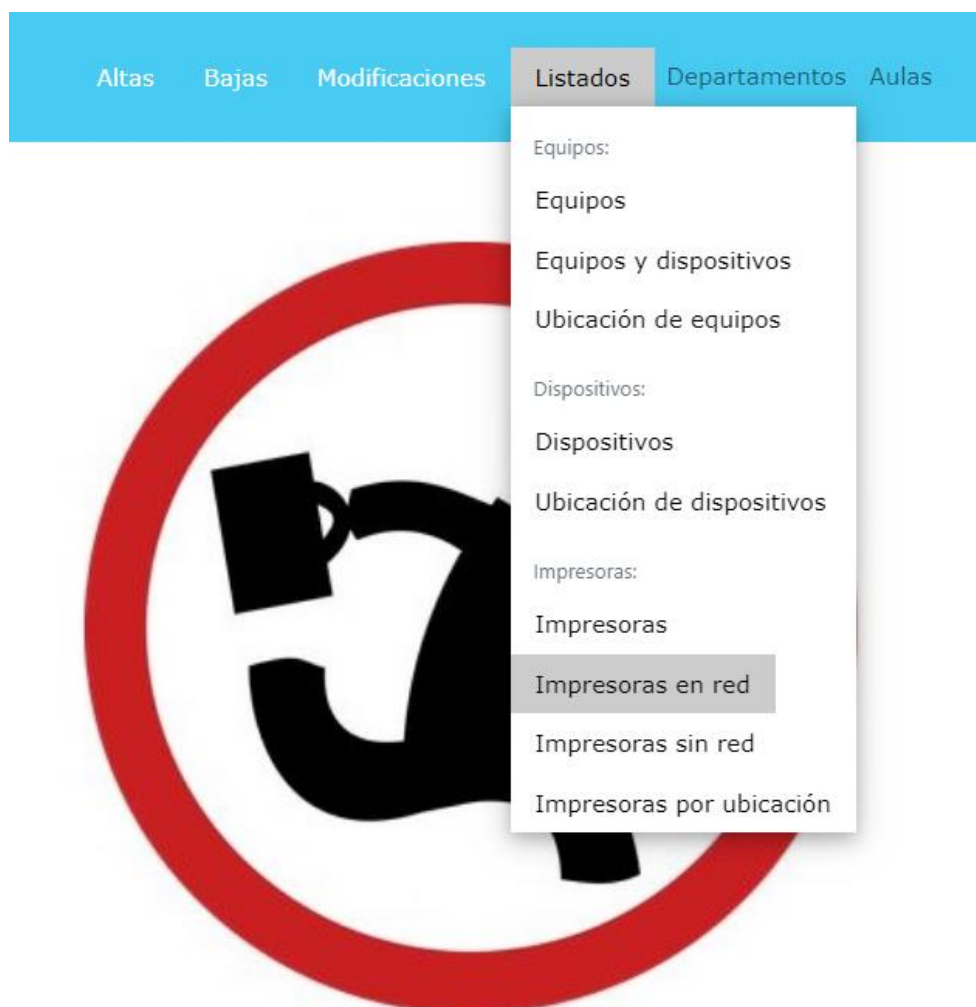 Altas Bajas Modificaciones Listados Departamentos Aulas
Equipos:
Equipos
Equipos y dispositivos
Ubicación de equipos
Dispositivos:
Dispositivos
Ubicación de dispositivos
Impresoras:
Impresoras
Impresoras en red
Impresoras sin red
Impresoras por ubicación